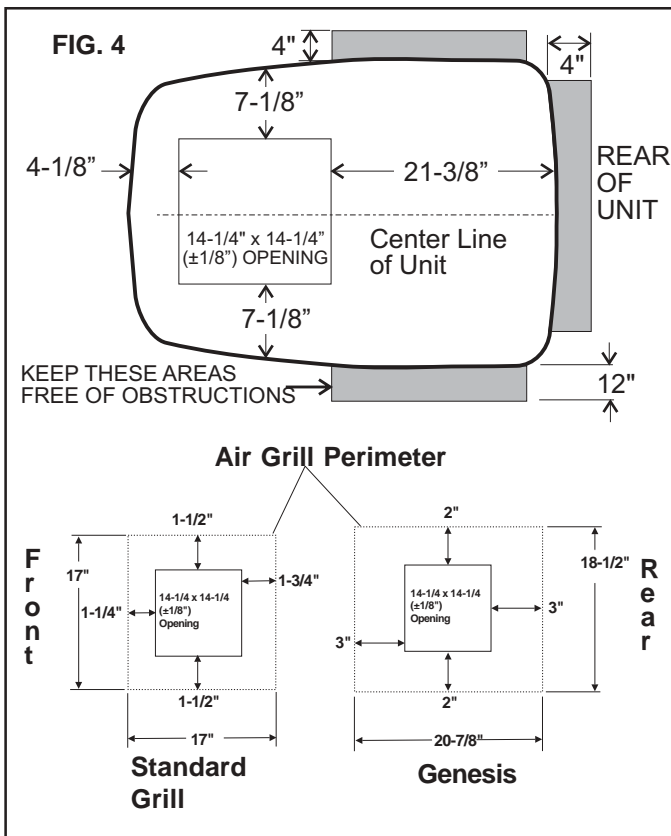 FIG. 4
4"
4"
7-1/8”
4-1/8”
21-3/8”
REAR
OF
UNIT
14-1/4" x 14-1/4”
(±1/8”) OPENING
Center Line
of Unit
7-1/8”
KEEP THESE AREAS
FREE OF OBSTRUCTIONS
12"
Air Grill Perimeter
Front
1-1/2"
17"
1-3/4"
1-1/4"
14-1/4 x 14-1/4
(±1/8”)
Opening
1-1/2"
17"
Standard
Grill
2"
18-1/2"
14-1/4 x 14-1/4
(±1/8”)
Opening
3"
3"
2"
20-7/8"
Genesis
Rear